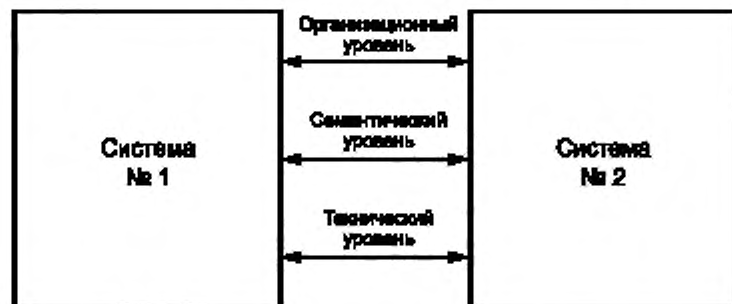 Организационный
уровень
Семантический
уровень
Система
№ 1
Система
№ 2
Технический
уровень